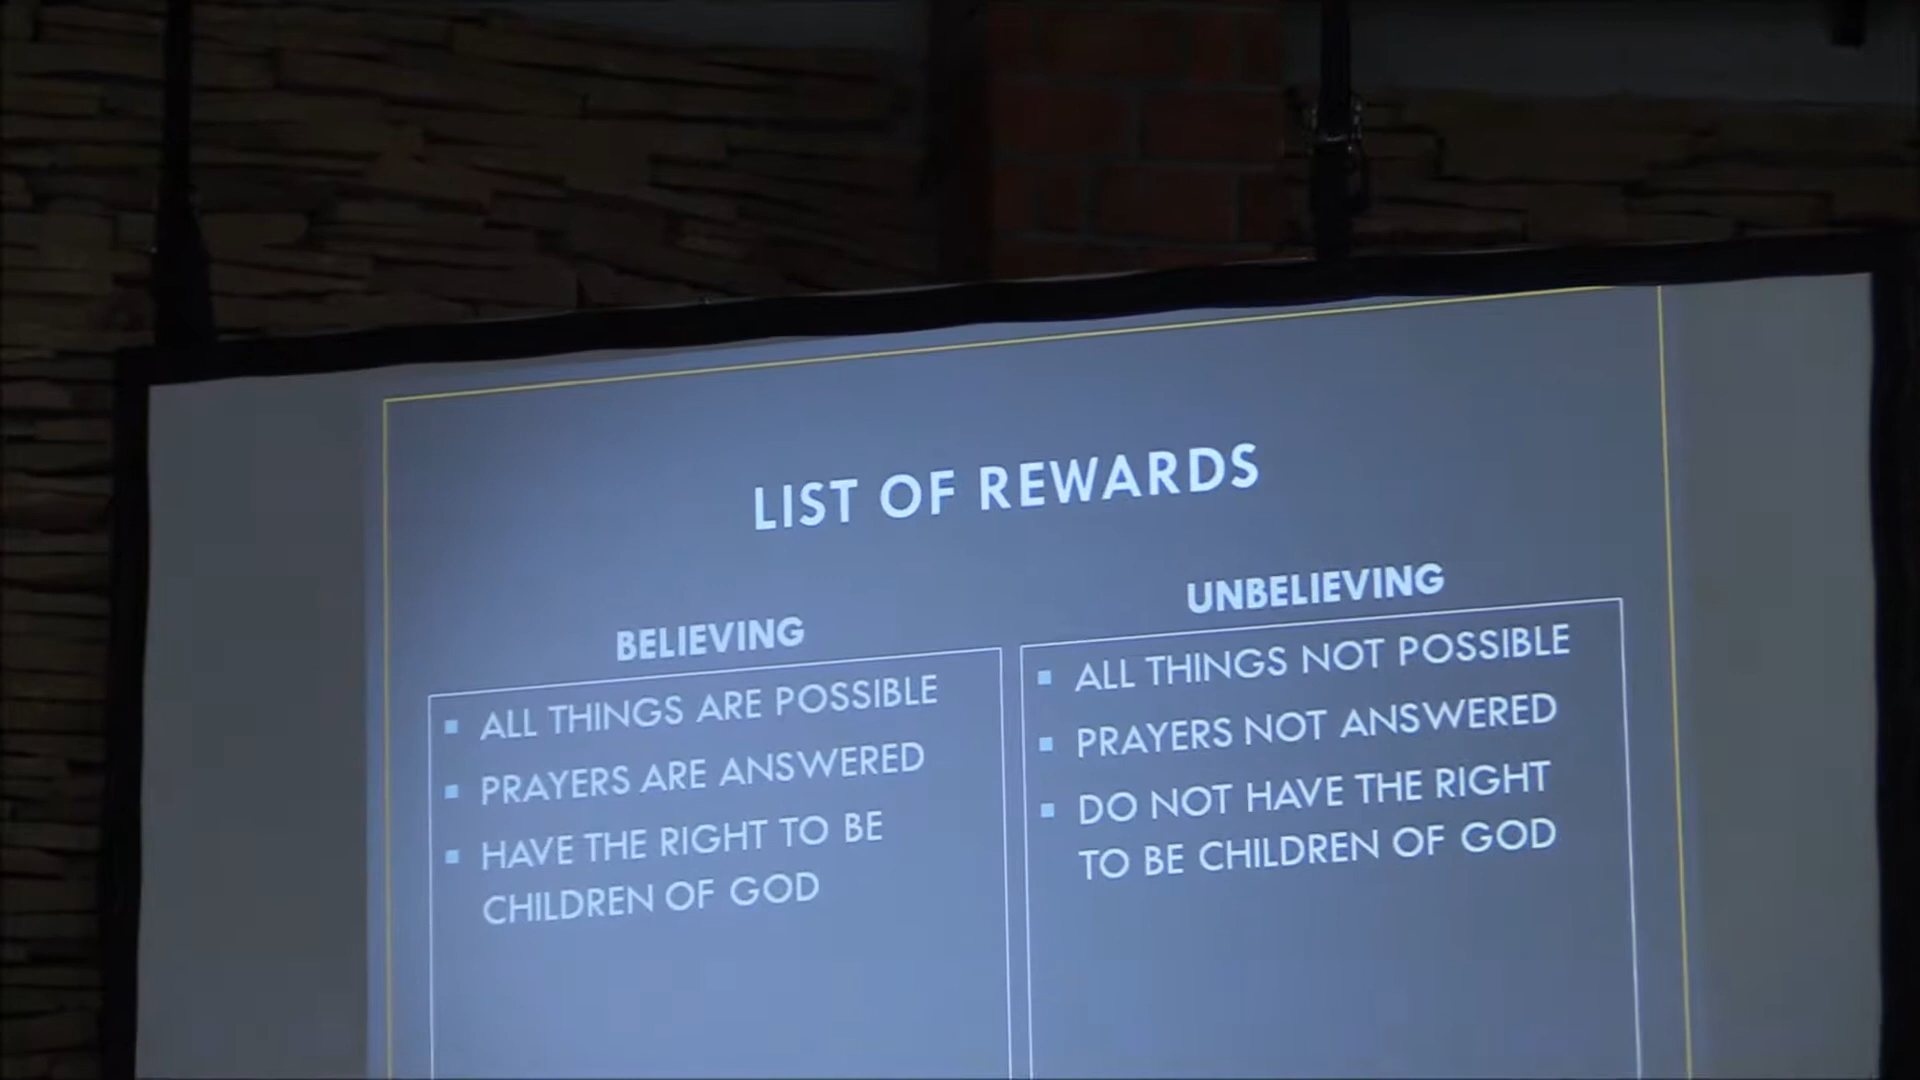 LIST OF REWARDS
BELIEVING
ALL THINGS ARE POSSIBLE
PRAYERS ARE ANSWERED
HAVE THE RIGHT TO BE
CHILDREN OF GOD
UNBELIEVING
ALL THINGS NOT POSSIBLE
PRAYERS NOT ANSWERED
DO NOT HAVE THE RIGHT
TO BE CHILDREN OF GOD